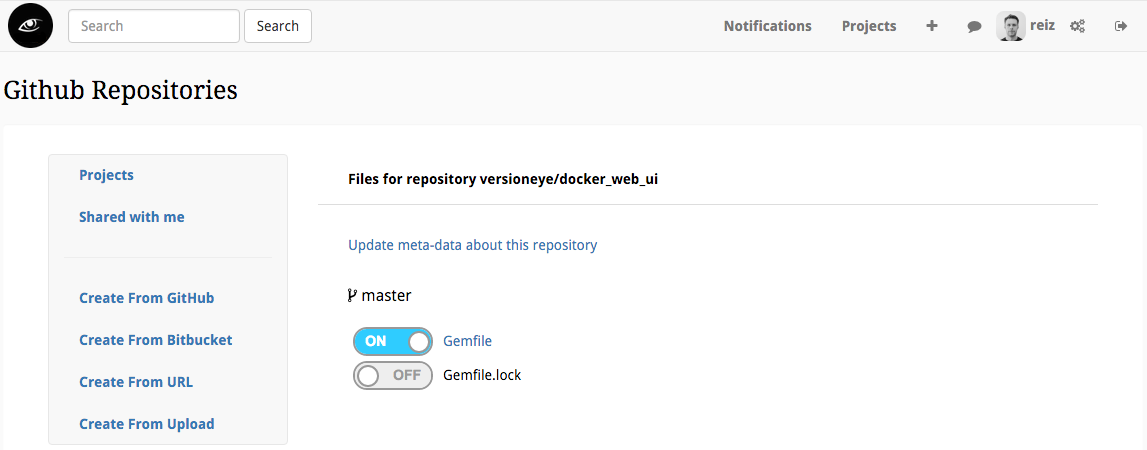 Search Search Notifications Projects reiz
Github Repositories
Projects
Shared with me
Create From GitHub
Create From Bitbucket
Create From URL
Create From Upload
Files for repository versioneye/docker_web_ui
Update meta-data about this repository
master
ON Gemfile
OFF Gemfile.lock